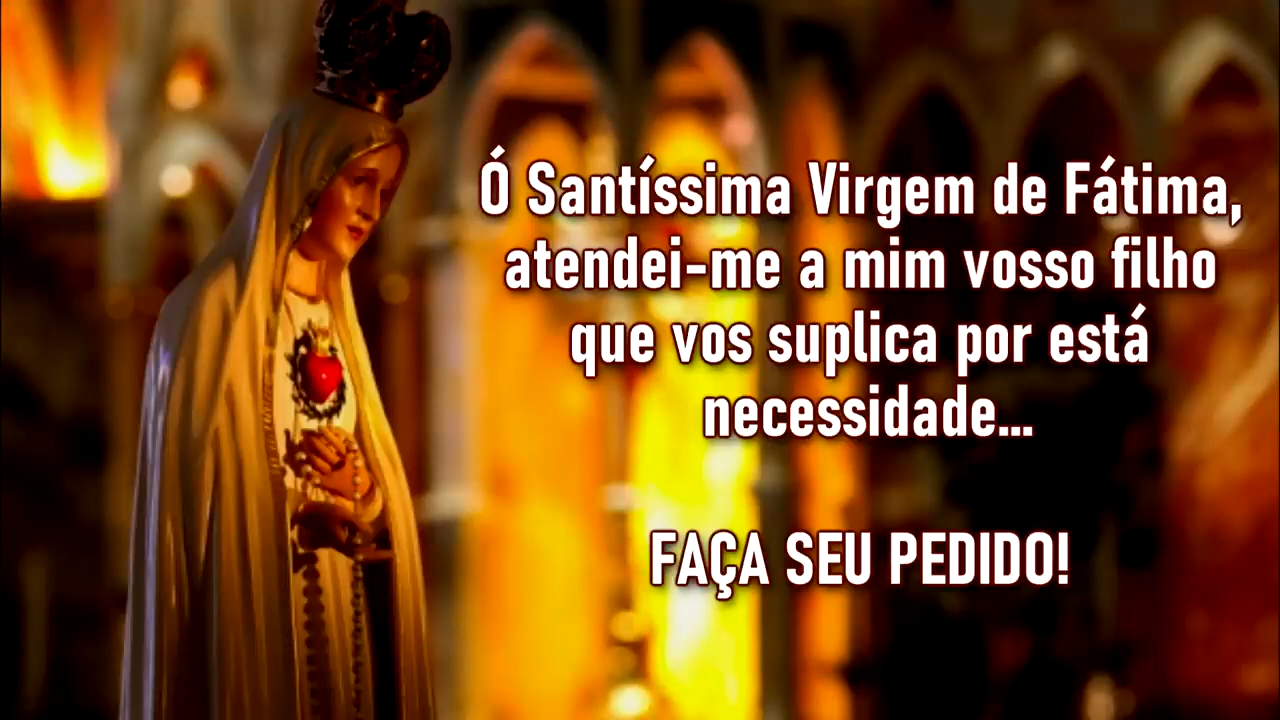 Ó Santíssima Virgem de Fátima,
atendei-me a mim vosso filho
que vos suplica por está
necessidade...
FAÇA SEU PEDIDO!